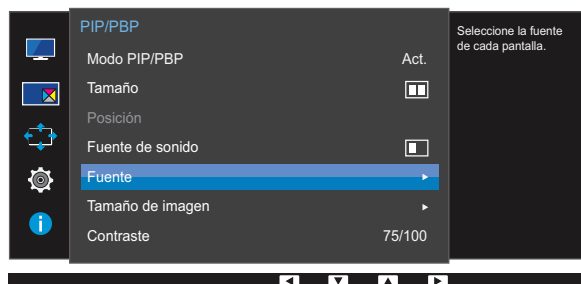 PIP/PBP
Modo PIP/PBP Act.
Tamaño
Posición
Fuente de sonido
Fuente
Tamaño de imagen
Contraste 75/100
Seleccione la fuente
de cada pantalla.